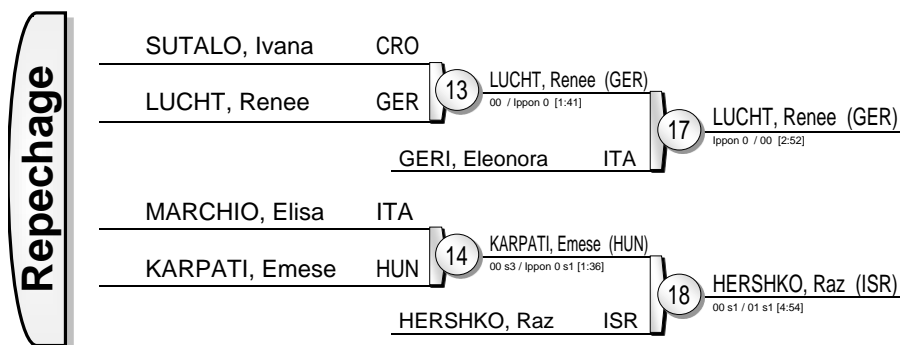 Repechage
SUTALO, Ivana CRO
LUCHT, Renee GER
13
LUCHT, Renee (GER)
00 / Ippon 0 [1:41]
GERI, Eleonora ITA
17
LUCHT, Renee (GER)
Ippon 0 / 00 [2:52]
MARCHIO, Elisa ITA
KARPATI, Emese HUN
14
KARPATI, Emese (HUN)
00 s3 / Ippon 0 s1 [1:36]
HERSHKO, Raz ISR
18
HERSHKO, Raz (ISR)
00 s1 / 01 s1 [4:54]